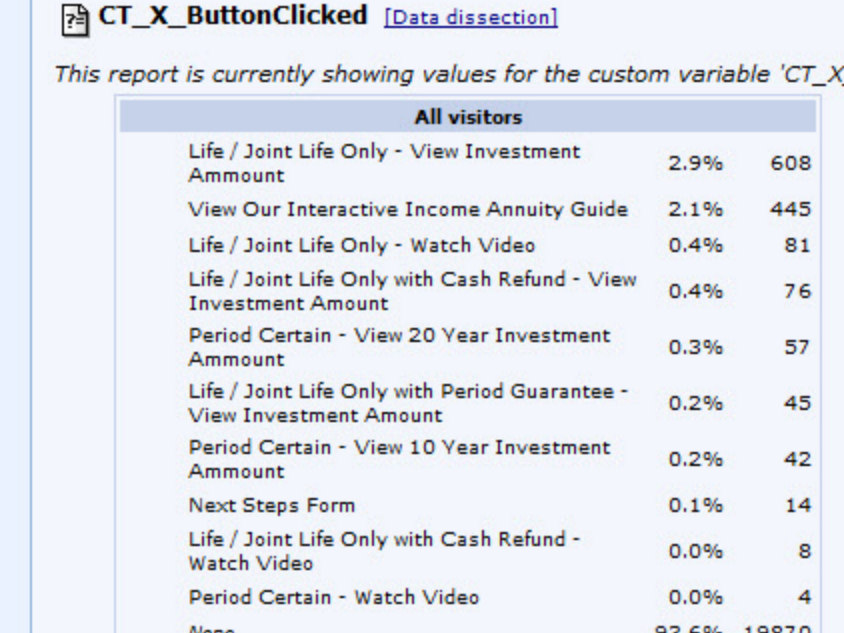 CT_X_ButtonClicked [Data dissection]
This report is currently showing values for the custom variable 'CT_X_
All visitors
Life / Joint Life Only - View Investment
Ammount 2.9% 608
View Our Interactive Income Annuity Guide 2.1% 445
Life / Joint Life Only - Watch Video 0.4% 81
Life / Joint Life Only with Cash Refund - View
Investment Amount 0.4% 76
Period Certain - View 20 Year Investment
Ammount 0.3% 57
Life / Joint Life Only with Period Guarantee -
View Investment Amount 0.2% 45
Period Certain - View 10 Year Investment
Ammount 0.2% 42
Next Steps Form 0.1% 14
Life / Joint Life Only with Cash Refund -
Watch Video 0.0% 8
Period Certain - Watch Video 0.0% 4
None 93.6% 19870